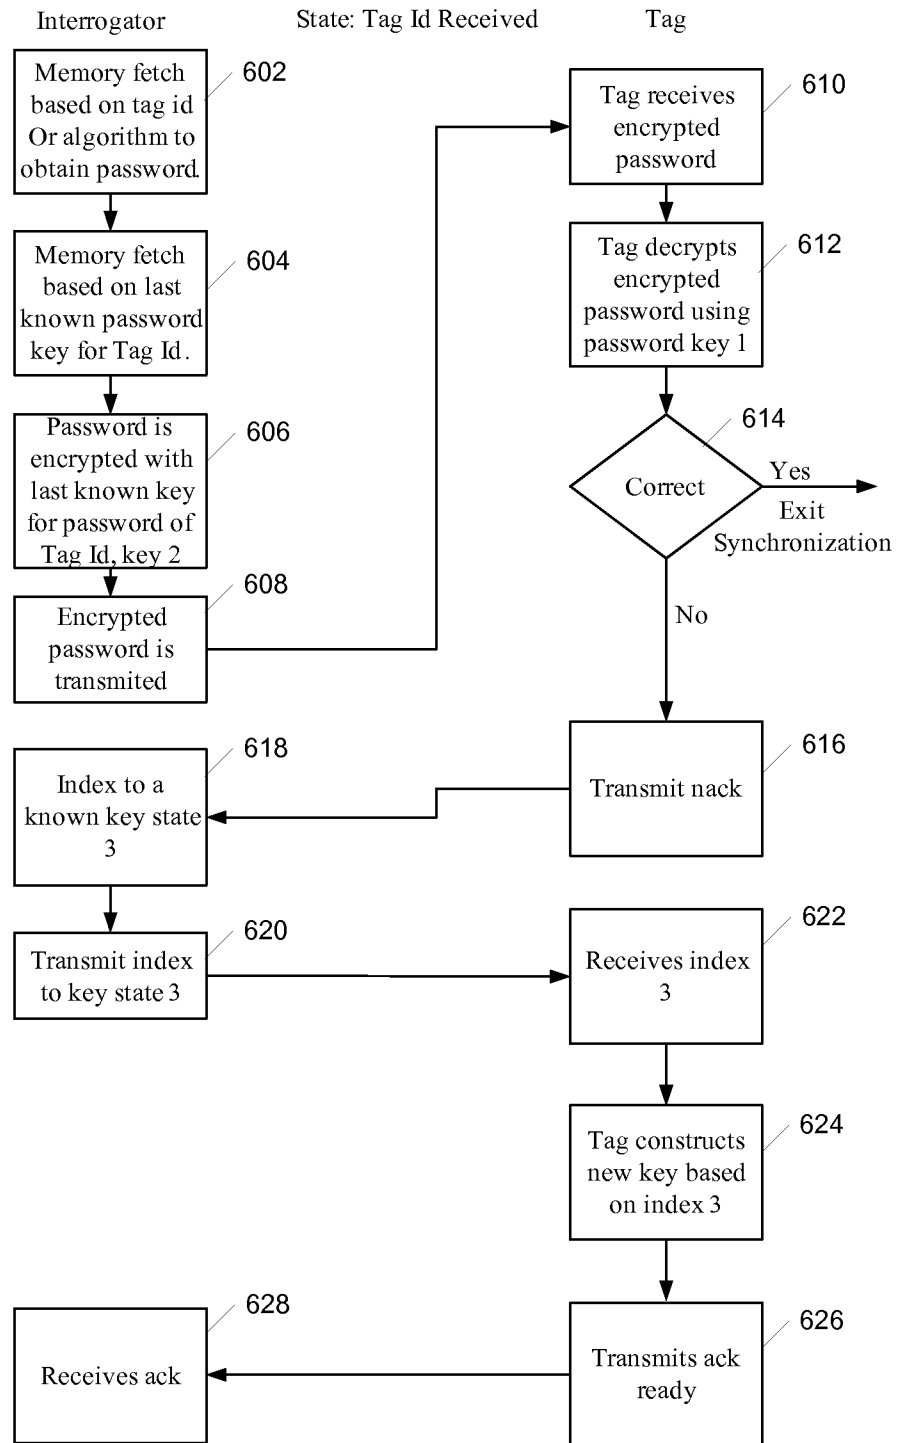 Interrogator
State: Tag Id Received
Tag
Memory fetch
based on tag id
Or algorithm to
obtain password.
602
Memory fetch
based on last
known password
key for Tag Id.
604
Password is
encrypted with
last known key
for password of
Tag Id, key 2
606
Encrypted
password is
transmited
608
Tag receives
encrypted
password
610
Tag decrypts
encrypted
password using
password key 1
612
Correct
614
Yes
Exit
Synchronization
No
Transmit nack
616
Index to a
known key state
3
618
Transmit index
to key state 3
620
Receives index
3
622
Tag constructs
new key based
on index 3
624
Transmits ack
ready
626
Receives ack
628